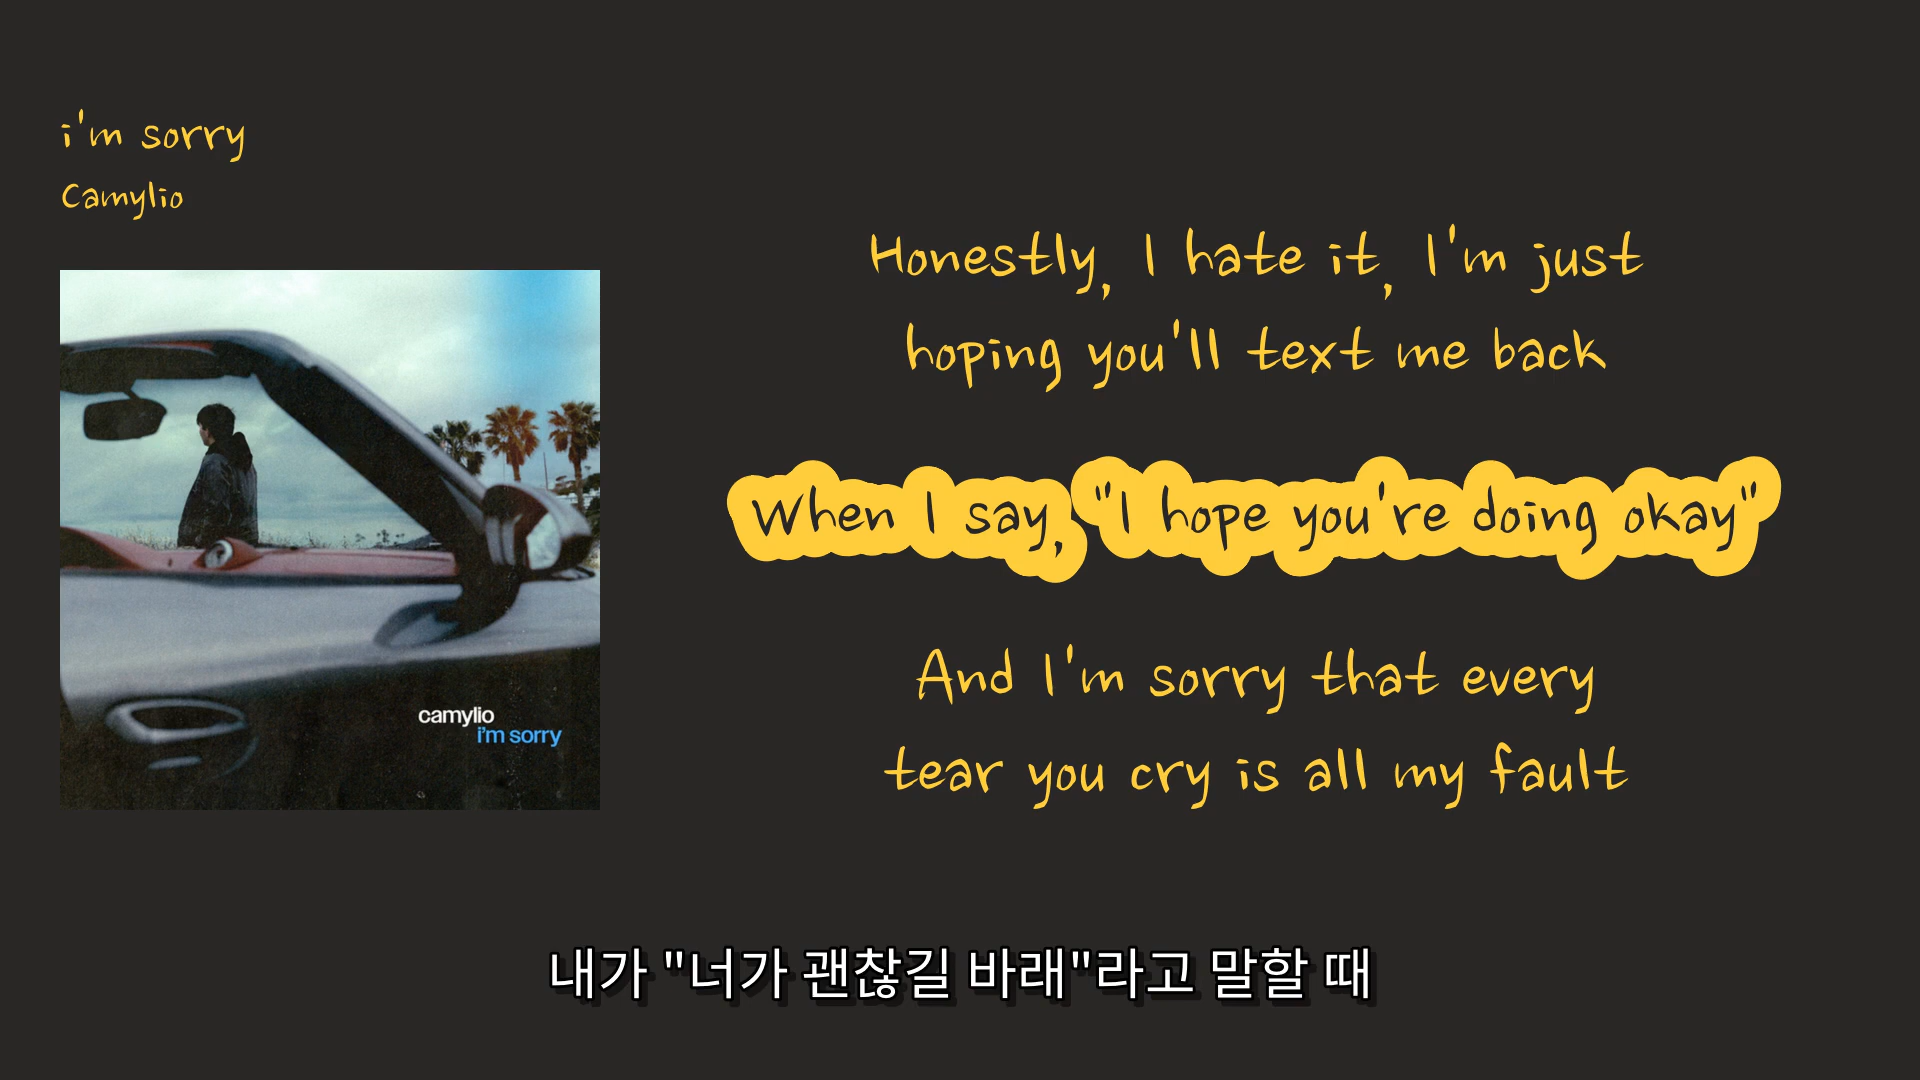 i'm sorry
Camylio
camylio
i'm sorry
Honestly, I hate it, I'm just
hoping you'll text me back
When I say, "I hope you're doing okay"
And I'm sorry that every
tear you cry is all my fault
내가 "너가 괜찮길 바래"라고 말할 때